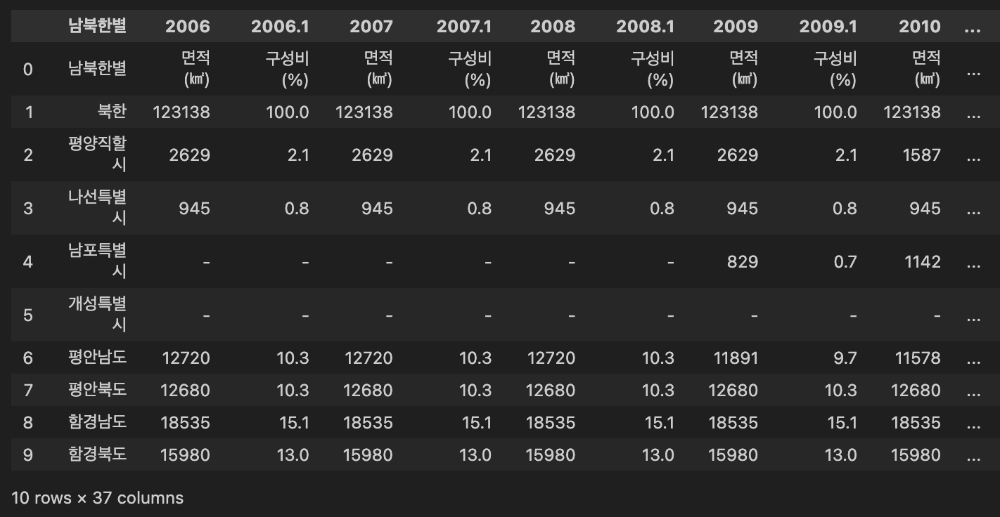 남북한별 2006 2006.1 2007 2007.1 2008 2008.1 2009 2009.1 2010 ...
0 남북한별 면적 (㎢) 구성비 (%) 면적 (㎢) 구성비 (%) 면적 (㎢) 구성비 (%) 면적 (㎢) 구성비 (%) 면적 (㎢) ...
1 북한 123138 100.0 123138 100.0 123138 100.0 123138 100.0 123138 ...
2 평양직할시 2629 2.1 2629 2.1 2629 2.1 2629 2.1 1587 ...
3 나선특별시 945 0.8 945 0.8 945 0.8 945 0.8 945 ...
4 남포특별시 - - - - - - 829 0.7 1142 ...
5 개성특별시 - - - - - - - - - ...
6 평안남도 12720 10.3 12720 10.3 12720 10.3 11891 9.7 11578 ...
7 평안북도 12680 10.3 12680 10.3 12680 10.3 12680 10.3 12680 ...
8 함경남도 18535 15.1 18535 15.1 18535 15.1 18535 15.1 18535 ...
9 함경북도 15980 13.0 15980 13.0 15980 13.0 15980 13.0 15980 ...
10 rows × 37 columns